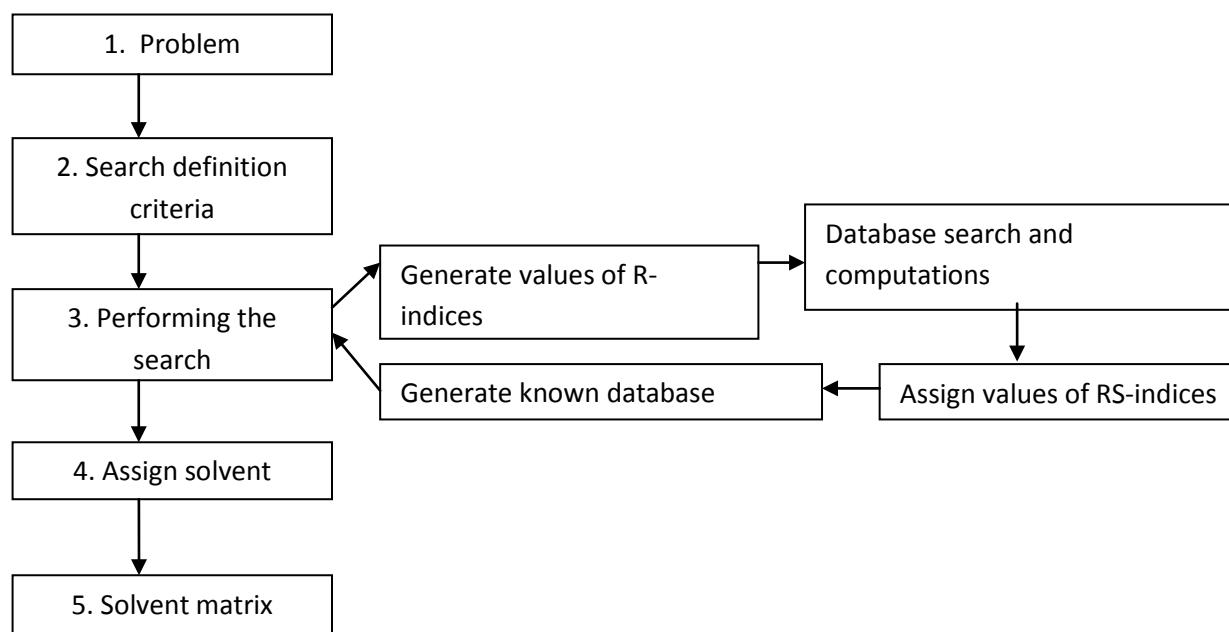 1. Problem
2. Search definition
criteria
3. Performing the
search
4. Assign solvent
5. Solvent matrix
Generate values of R-
indices
Database search and
computations
Assign values of RS-indices
Generate known database